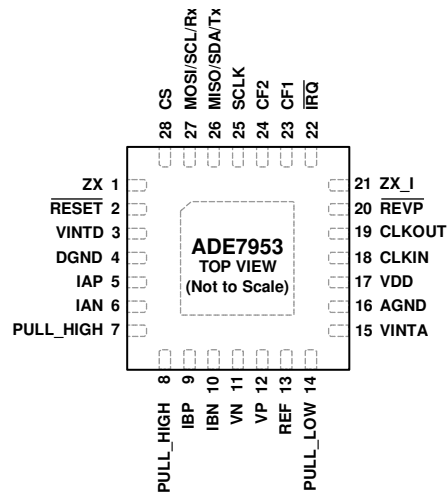 28 CS
27 MOSI/SCL/Rx
26 MISO/SDA/Tx
25 SCLK
24 CF2
23 CF1
22 I̅R̅Q̅
ZX 1
R̅E̅S̅E̅T̅ 2
VINTD 3
DGND 4
IAP 5
IAN 6
PULL_HIGH 7
ADE7953
TOP VIEW
(Not to Scale)
21 ZX_I
20 R̅E̅V̅P̅
19 CLKOUT
18 CLKIN
17 VDD
16 AGND
15 VINTA
PULL_HIGH 8
IBP 9
IBN 10
VN 11
VP 12
REF 13
PULL_LOW 14